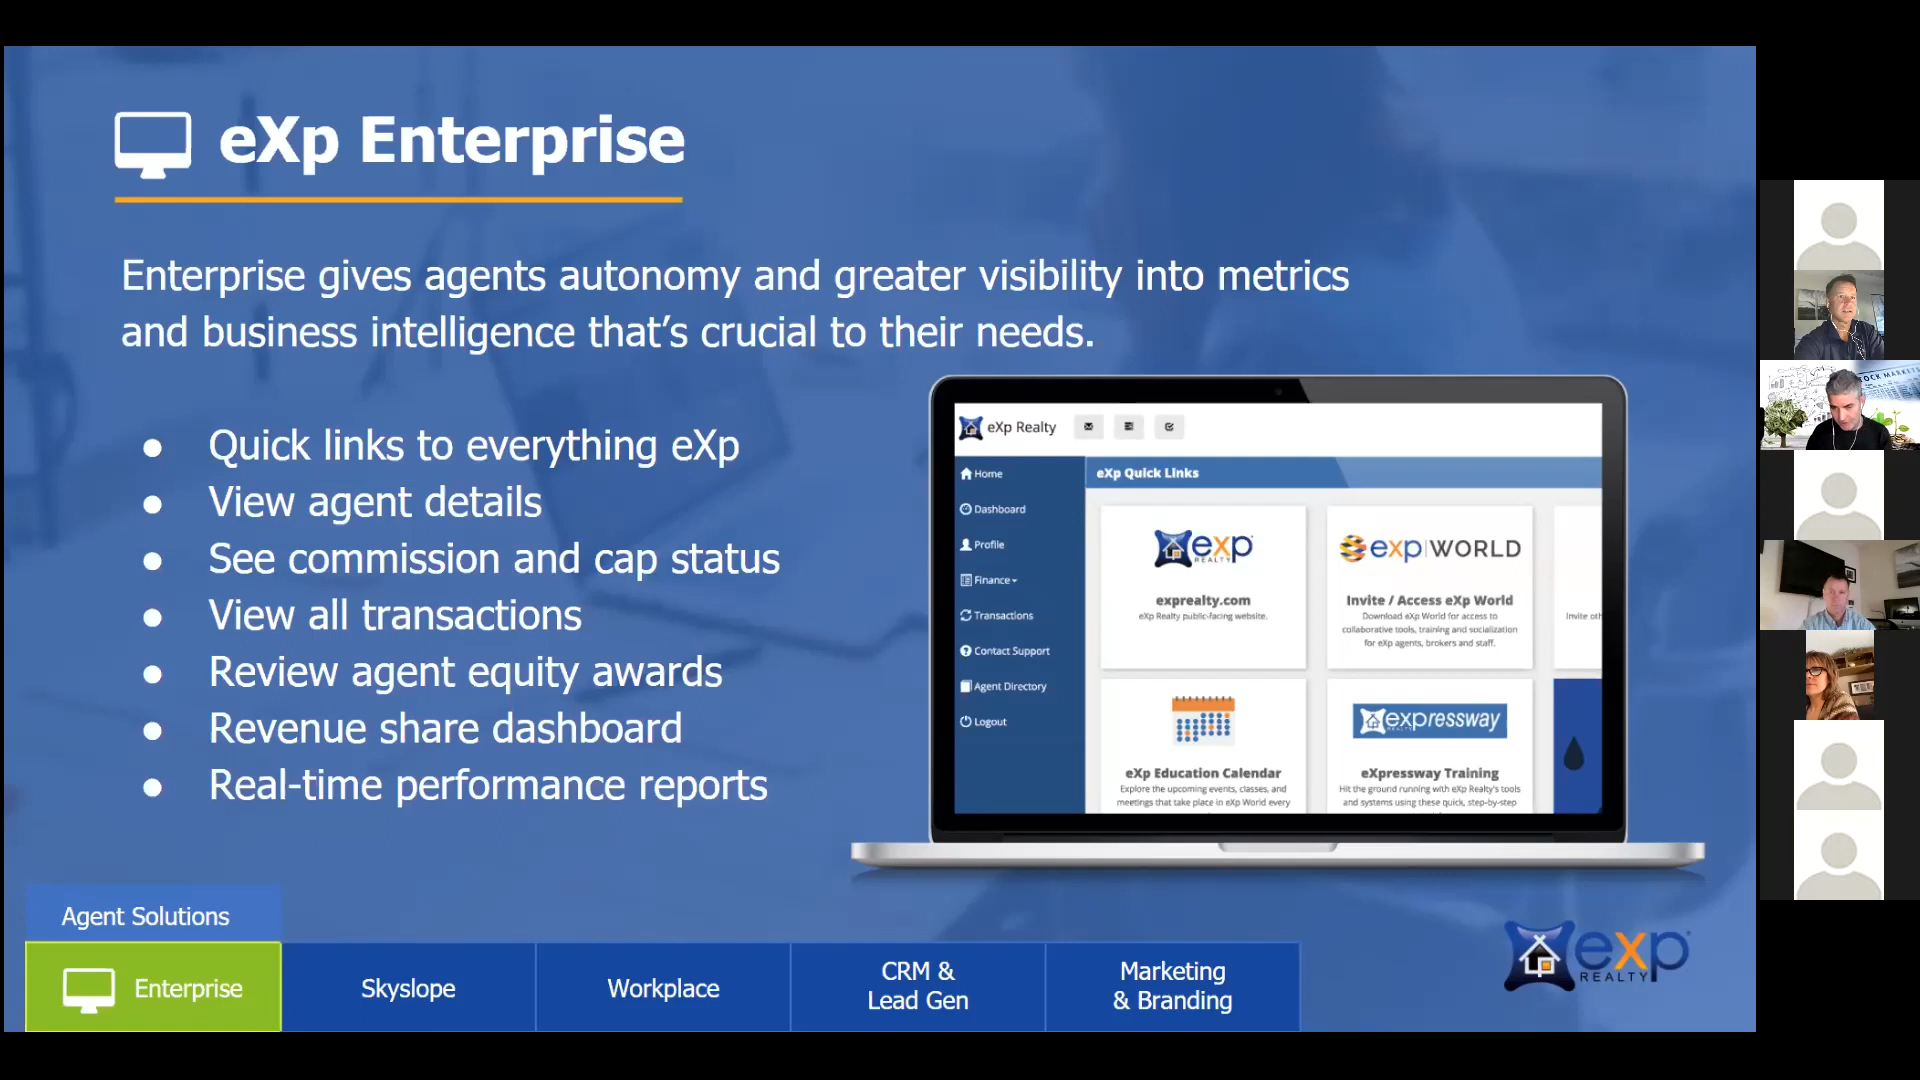 eXp Enterprise
Enterprise gives agents autonomy and greater visibility into metrics
and business intelligence that’s crucial to their needs.
● Quick links to everything eXp
● View agent details
● See commission and cap status
● View all transactions
● Review agent equity awards
● Revenue share dashboard
● Real-time performance reports
eXp Realty
Home
Dashboard
Profile
Finance
Transactions
Contact Support
Agent Directory
Logout
eXp Quick Links
exp REALTY
exprealty.com
eXp Realty public-facing website.
exp WORLD
Invite / Access eXp World
Download eXp World for access to
collaborative tools, training and socialization
for eXp agents, brokers and staff.
Invite
eXp Education Calendar
Explore the upcoming events, classes, and
meetings that take place in eXp World every
expressway
REALTY
eXpressway Training
Hit the ground running with eXp Realty's tools
and systems using these quick, step-by-step
Agent Solutions
Enterprise
Skyslope
Workplace
CRM &
Lead Gen
Marketing
& Branding
exp
REALTY
STOCK MARKET